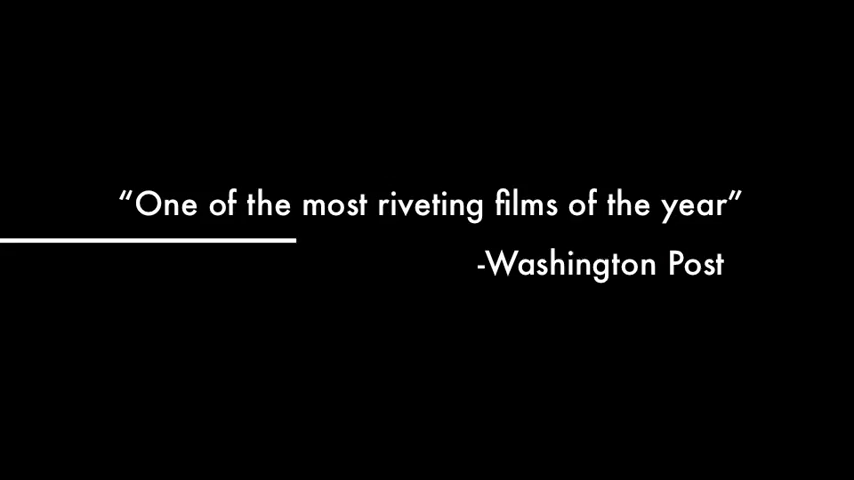 “One of the most riveting films of the year”
-Washington Post